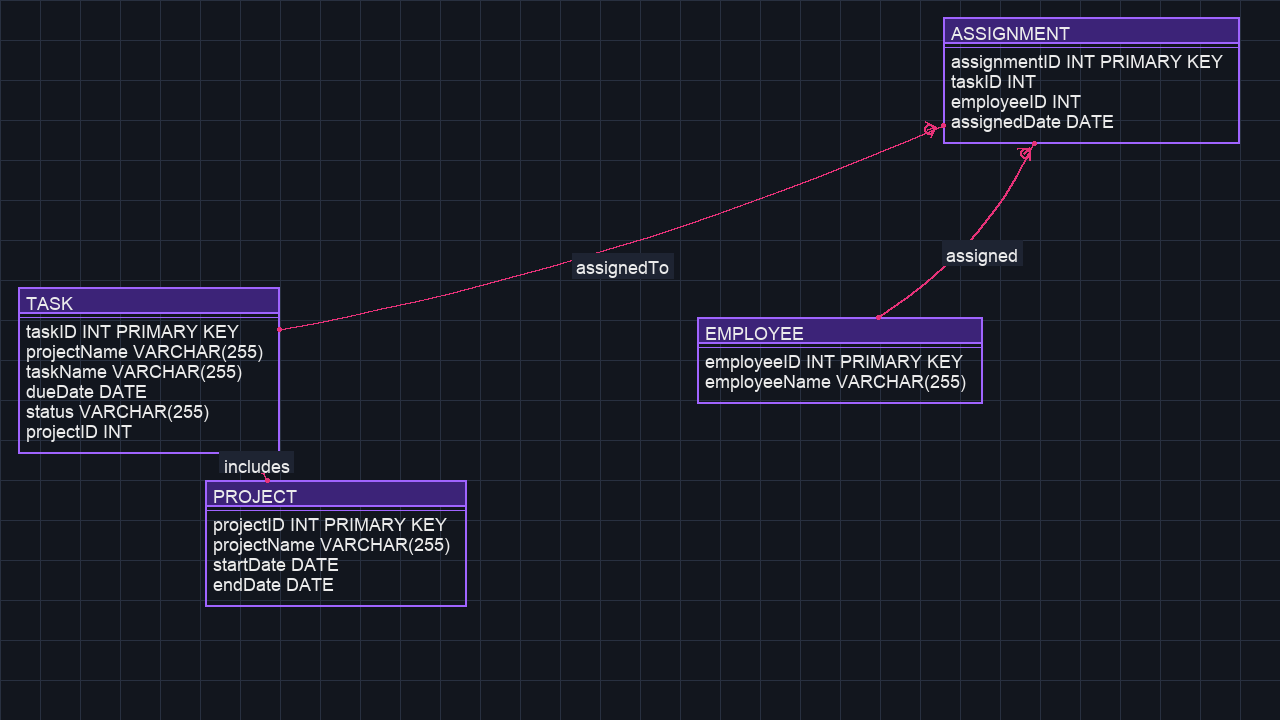 ASSIGNMENT
assignmentID INT PRIMARY KEY
taskID INT
employeeID INT
assignedDate DATE
assigned
assignedTo
TASK
taskID INT PRIMARY KEY
projectName VARCHAR(255)
taskName VARCHAR(255)
dueDate DATE
status VARCHAR(255)
projectID INT
EMPLOYEE
employeeID INT PRIMARY KEY
employeeName VARCHAR(255)
includes
PROJECT
projectID INT PRIMARY KEY
projectName VARCHAR(255)
startDate DATE
endDate DATE